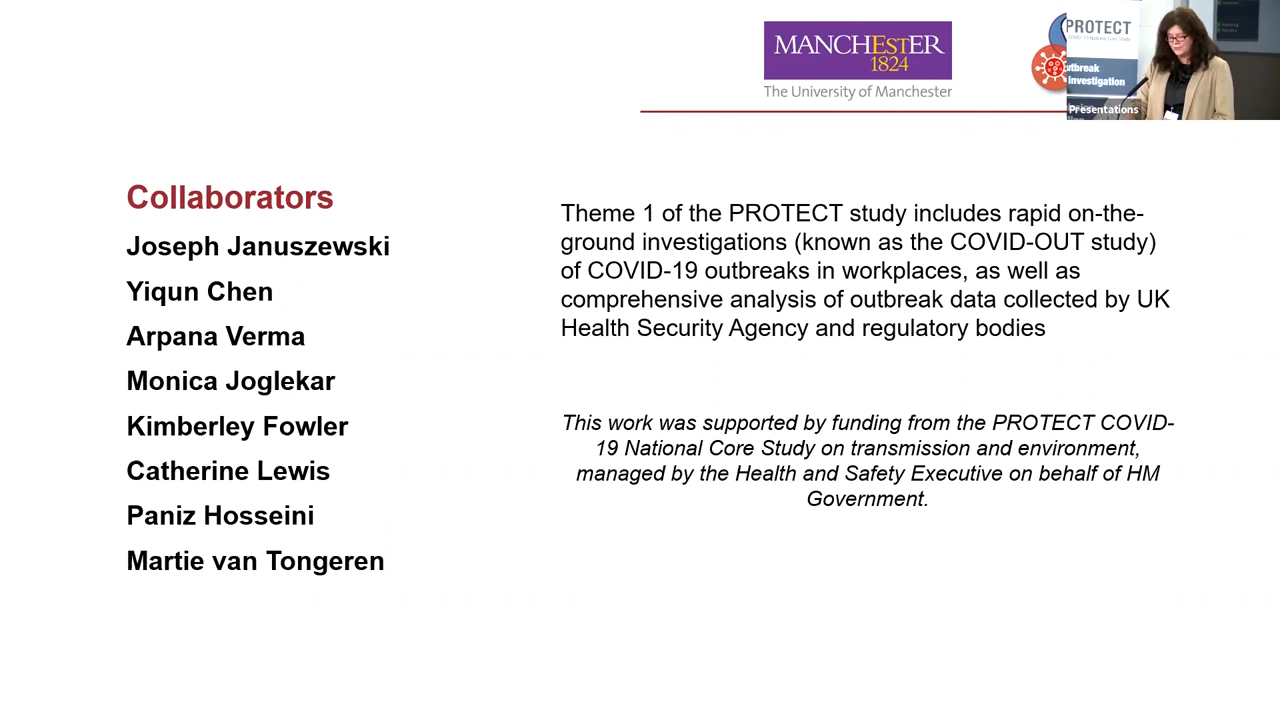 MANCHESTER
1824
The University of Manchester
PROTECT
utbreak
Investigation
Presentations
Collaborators
Joseph Januszewski
Yiqun Chen
Arpana Verma
Monica Joglekar
Kimberley Fowler
Catherine Lewis
Paniz Hosseini
Martie van Tongeren
Theme 1 of the PROTECT study includes rapid on-the-
ground investigations (known as the COVID-OUT study)
of COVID-19 outbreaks in workplaces, as well as
comprehensive analysis of outbreak data collected by UK
Health Security Agency and regulatory bodies
This work was supported by funding from the PROTECT COVID-
19 National Core Study on transmission and environment,
managed by the Health and Safety Executive on behalf of HM
Government.